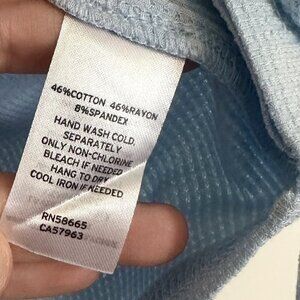 46%COTTON 46%RAYON
8%SPANDEX
HAND WASH COLD
SEPARATELY
ONLY NON-CHLORINE
BLEACH IF NEEDED
HANG TO DRY
COOL IRON IF NEEDED
RN58665
CA57963